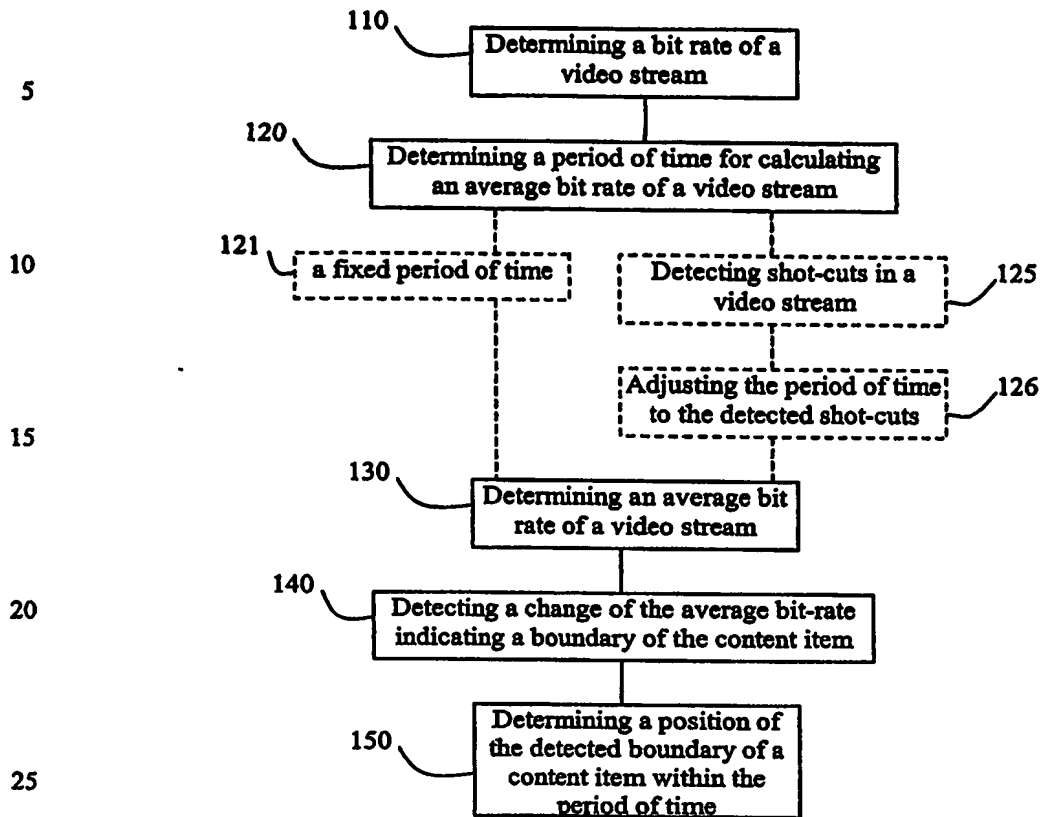 110
Determining a bit rate of a
video stream
5
120
Determining a period of time for calculating
an average bit rate of a video stream
121
10
a fixed period of time
Detecting shot-cuts in a
video stream
125
Adjusting the period of time
to the detected shot-cuts
126
15
130
Determining an average bit
rate of a video stream
140
20
Detecting a change of the average bit-rate
indicating a boundary of the content item
150
Determining a position of
the detected boundary of a
content item within the
period of time
25